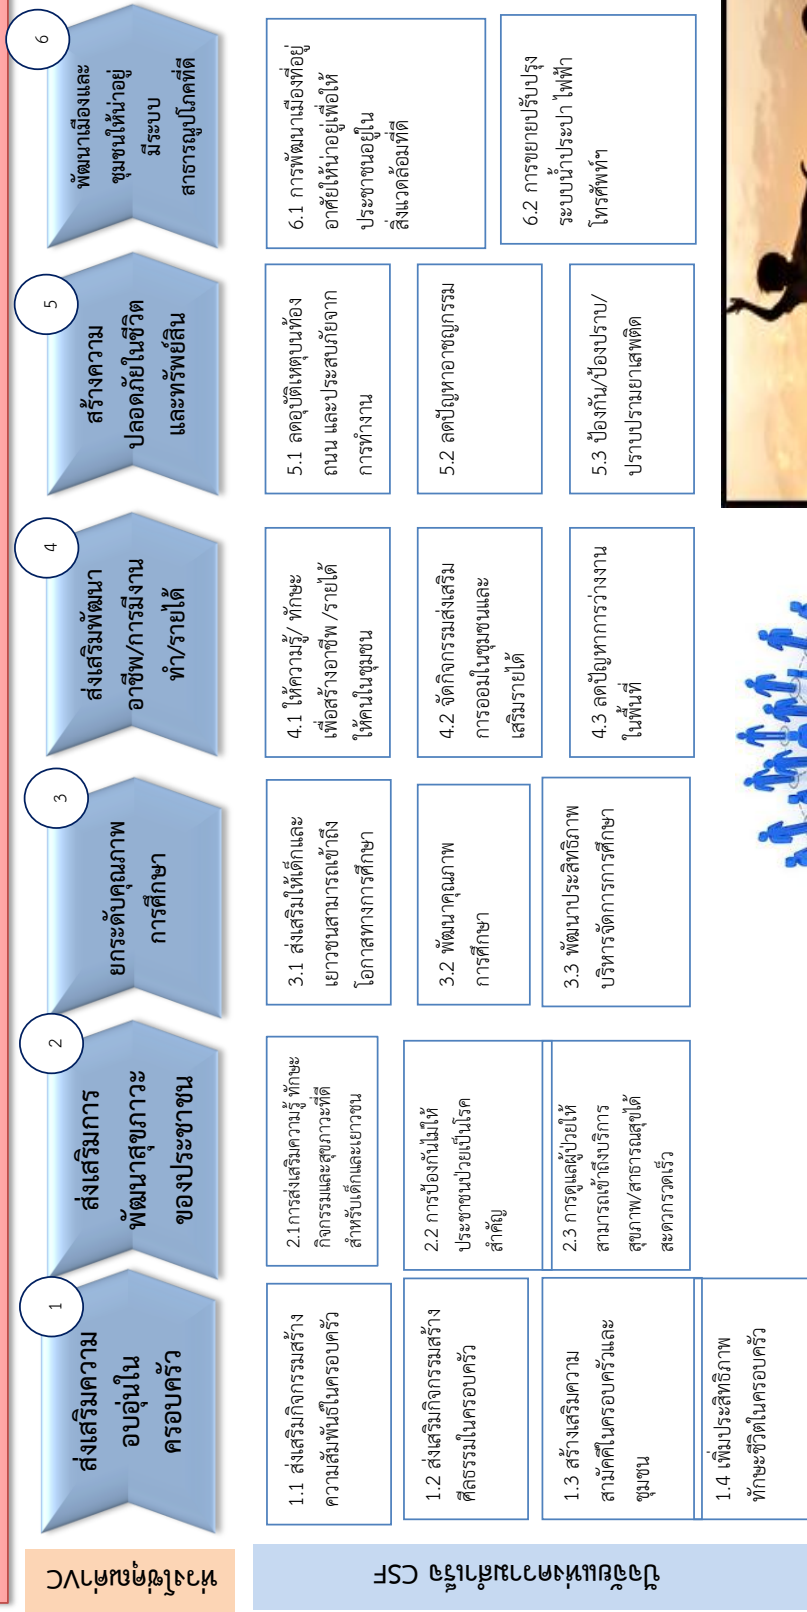 ห่วงโซ่คุณค่าVC
1
ส่งเสริมความ
อบอุ่นใน
ครอบครัว
2
ส่งเสริมการ
พัฒนาสุขภาวะ
ของประชาชน
3
ยกระดับคุณภาพ
การศึกษา
4
ส่งเสริมพัฒนา
อาชีพ/การมีงาน
ทำ/รายได้
5
สร้างความ
ปลอดภัยในชีวิต
และทรัพย์สิน
6
พัฒนาเมืองและ
ชุมชนให้น่าอยู่
มีระบบ
สาธารณูปโภคที่ดี
ปัจจัยแห่งความสำเร็จ CSF
1.1 ส่งเสริมกิจกรรมสร้าง
ความสัมพันธ์ในครอบครัว
1.2 ส่งเสริมกิจกรรมสร้าง
ศีลธรรมในครอบครัว
1.3 สร้างเสริมความ
สามัคคีในครอบครัวและ
ชุมชน
1.4 เพิ่มประสิทธิภาพ
ทักษะชีวิตในครอบครัว
2.1การส่งเสริมความรู้ ทักษะ
กิจกรรมและสุขภาวะที่ดี
สำหรับเด็กและเยาวชน
2.2 การป้องกันไม่ให้
ประชาชนป่วยเป็นโรค
สำคัญ
2.3 การดูแลผู้ป่วยให้
สามารถเข้าถึงบริการ
สุขภาพ/สาธารณสุขได้
สะดวกรวดเร็ว
3.1 ส่งเสริมให้เด็กและ
เยาวชนสามารถเข้าถึง
โอกาสทางการศึกษา
3.2 พัฒนาคุณภาพ
การศึกษา
3.3 พัฒนาประสิทธิภาพ
บริหารจัดการการศึกษา
4.1 ให้ความรู้/ ทักษะ
เพื่อสร้างอาชีพ /รายได้
ให้คนในชุมชน
4.2 จัดกิจกรรมส่งเสริม
การออมในชุมชนและ
เสริมรายได้
4.3 ลดปัญหาการว่างงาน
ในพื้นที่
5.1 ลดอุบัติเหตุบนท้อง
ถนน และประสบภัยจาก
การทำงาน
5.2 ลดปัญหาอาชญกรรม
5.3 ป้องกัน/ป้องปราบ/
ปราบปรามยาเสพติด
6.1 การพัฒนาเมืองที่อยู่
อาศัยให้น่าอยู่เพื่อให้
ประชาชนอยู่ใน
สิ่งแวดล้อมที่ดี
6.2 การขยายปรับปรุง
ระบบน้ำประปา ไฟฟ้า
โทรศัพท์ฯ